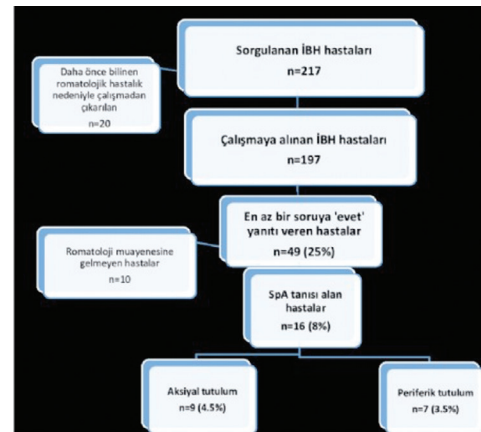 Sorgulanan İBH hastaları
n=217
Daha önce bilinen
romatolojik hastalık
nedeniyle çalışmadan
çıkarılan
n=20
Çalışmaya alınan İBH hastaları
n=197
En az bir soruya 'evet'
yanıtı veren hastalar
n=49 (25%)
Romatoloji muayenesine
gelmeyen hastalar
n=10
SpA tanısı alan
hastalar
n=16 (8%)
Aksiyal tutulum
n=9 (4.5%)
Periferik tutulum
n=7 (3.5%)